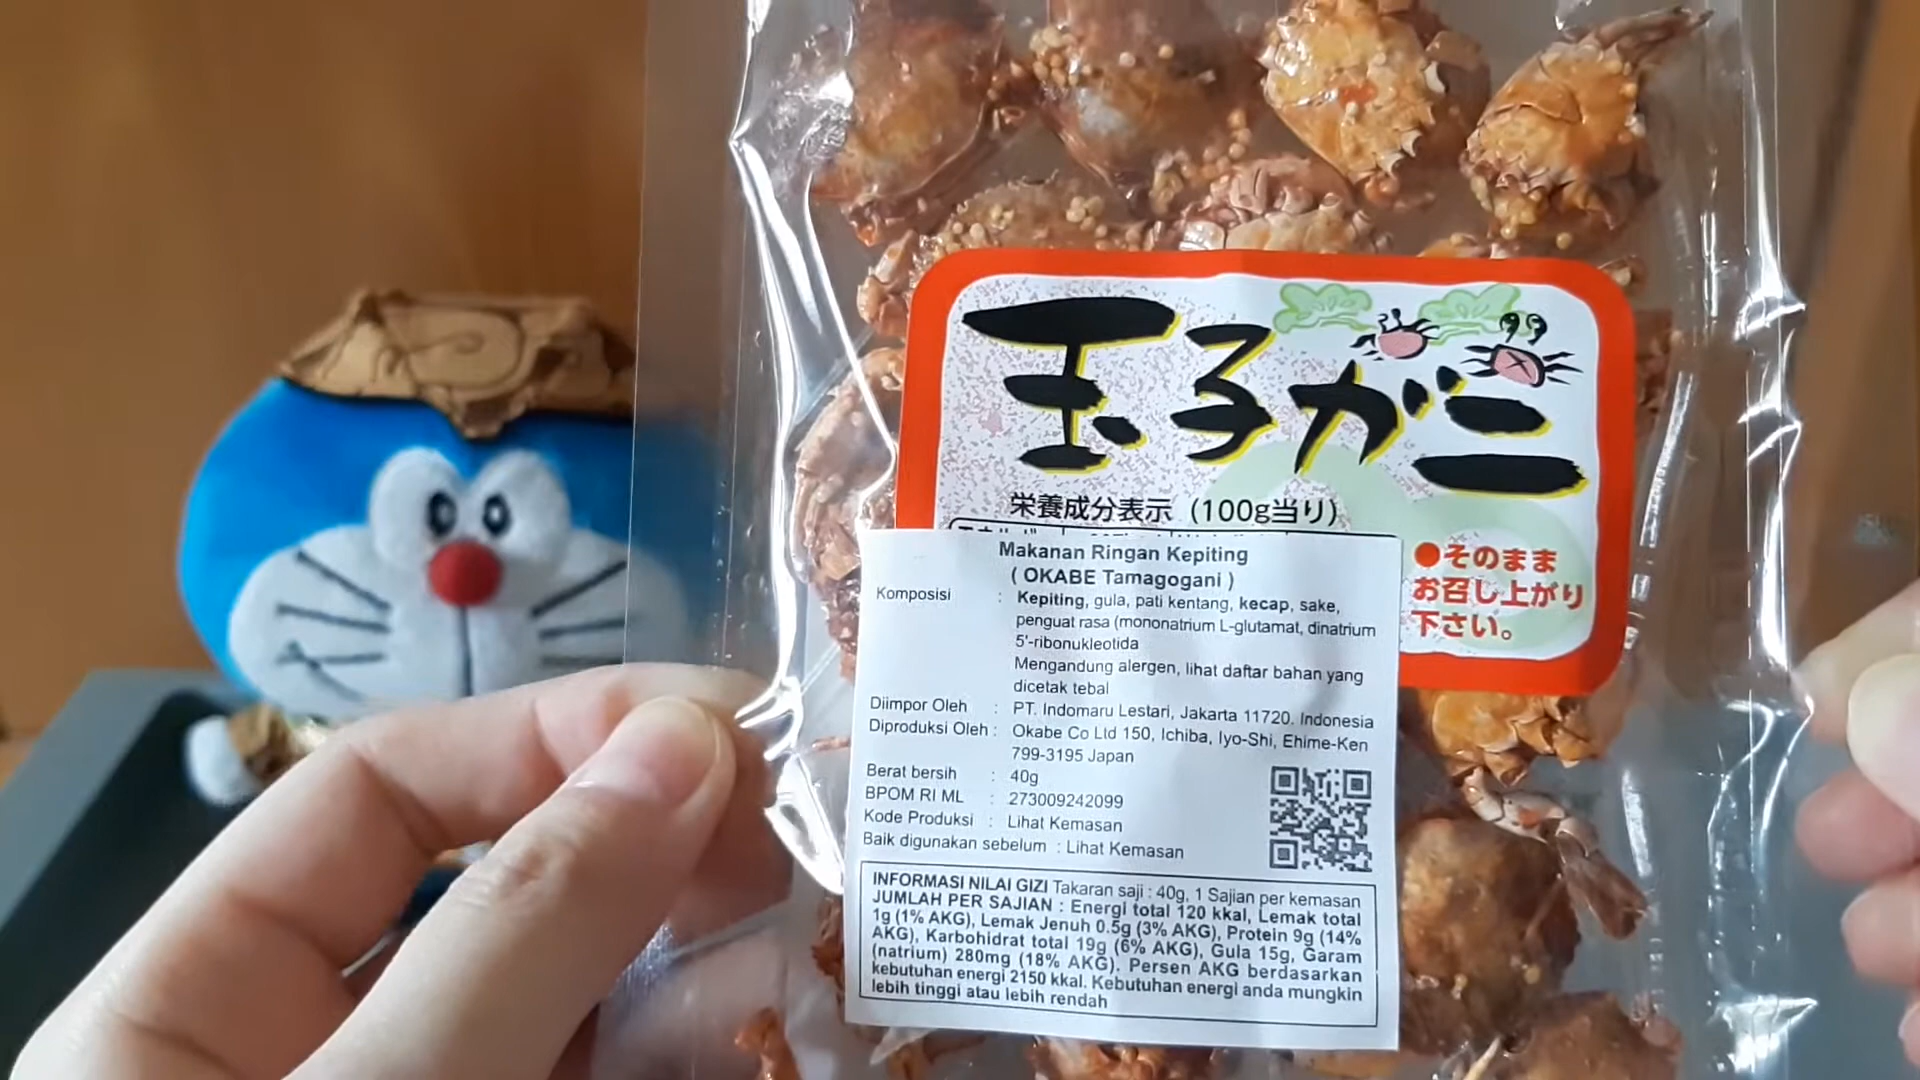 玉子がニ
栄養成分表示 (100g当り)
●そのまま
お召し上がり
下さい。
Makanan Ringan Kepiting
( OKABE Tamagogani )
Komposisi : Kepiting, gula, pati kentang, kecap, sake,
penguat rasa (mononatrium L-glutamat, dinatrium
5'-ribonukleotida
Mengandung alergen, lihat daftar bahan yang
dicetak tebal
Diimpor Oleh : PT. Indomaru Lestari, Jakarta 11720. Indonesia
Diproduksi Oleh : Okabe Co Ltd 150, Ichiba, Iyo-Shi, Ehime-Ken
799-3195 Japan
Berat bersih : 40g
BPOM RI ML : 273009242099
Kode Produksi : Lihat Kemasan
Baik digunakan sebelum : Lihat Kemasan
INFORMASI NILAI GIZI Takaran saji : 40g, 1 Sajian per kemasan
JUMLAH PER SAJIAN : Energi total 120 kkal, Lemak total
1g (1% AKG), Lemak Jenuh 0.5g (3% AKG), Protein 9g (14%
AKG), Karbohidrat total 19g (6% AKG), Gula 15g, Garam
(natrium) 280mg (18% AKG). Persen AKG berdasarkan
kebutuhan energi 2150 kkal. Kebutuhan energi anda mungkin
lebih tinggi atau lebih rendah